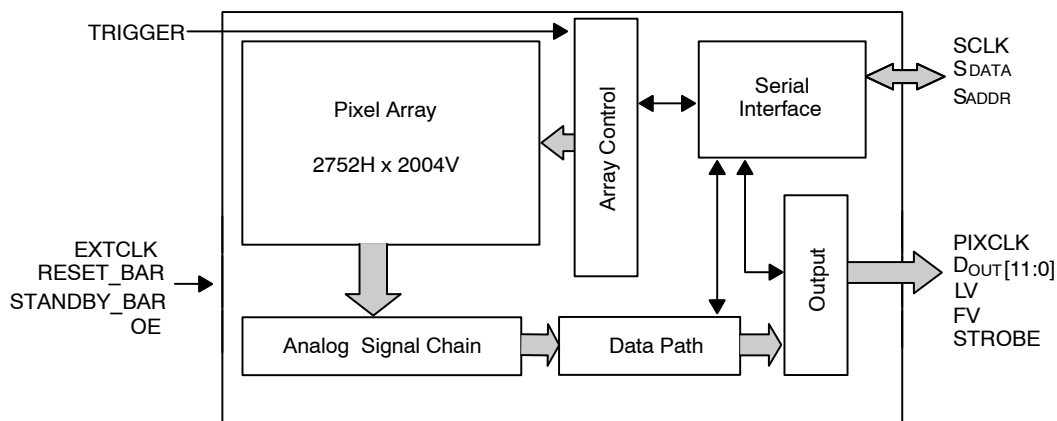 TRIGGER
Pixel Array
2752H x 2004V
Array Control
Serial
Interface
SCLK
SDATA
SADDR
EXTCLK
RESET_BAR
STANDBY_BAR
OE
Analog Signal Chain
Data Path
Output
PIXCLK
DOUT[11:0]
LV
FV
STROBE